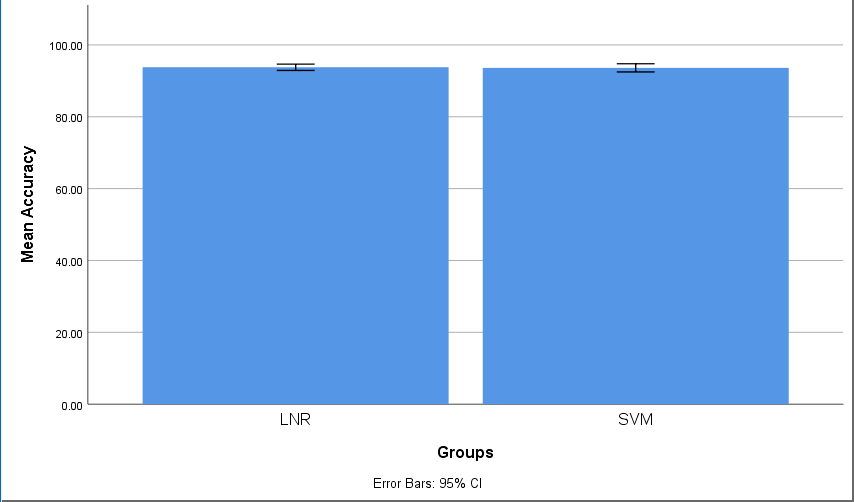 100.00
80.00
60.00
40.00
20.00
0.00
Mean Accuracy
LNR
SVM
Groups
Error Bars: 95% CI